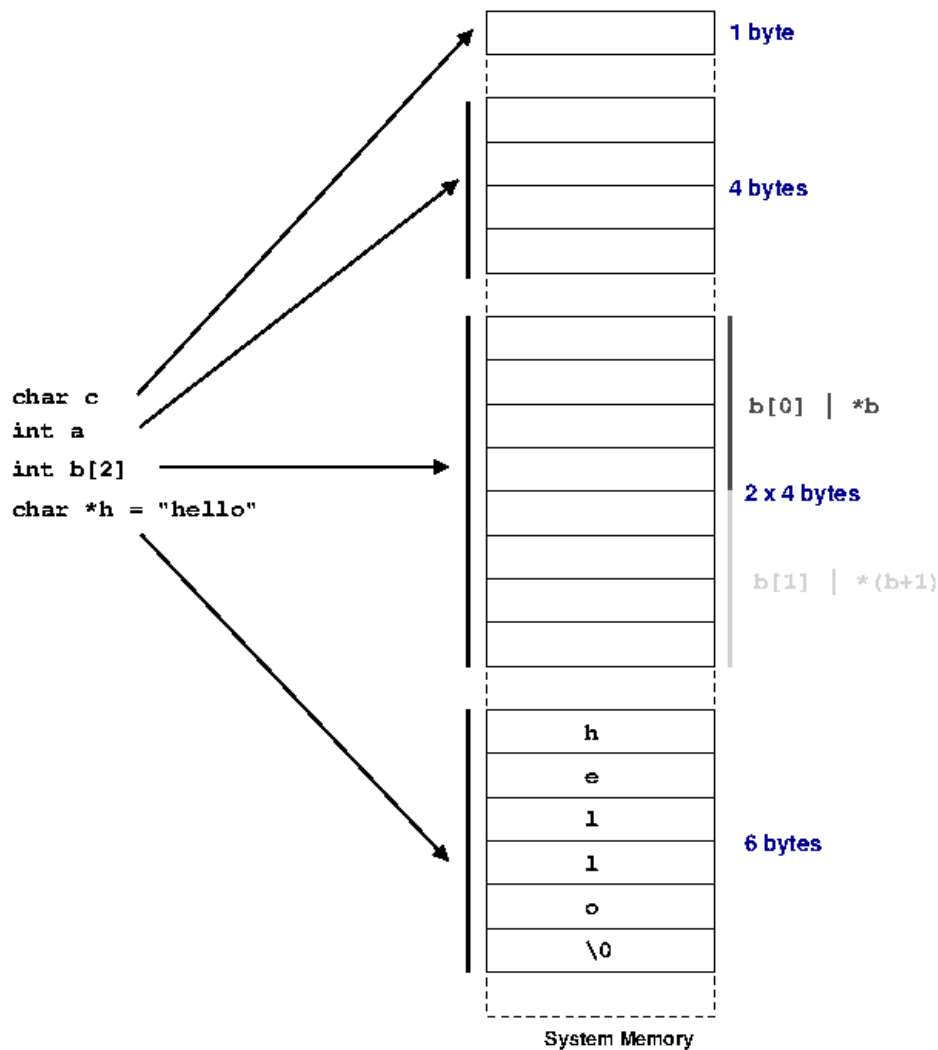 1 byte
4 bytes
char c
int a
int b[2]
char *h = "hello"
b[0] | *b
2 x 4 bytes
b[1] | *(b+1)
h
e
l
l
o
\0
6 bytes
System Memory